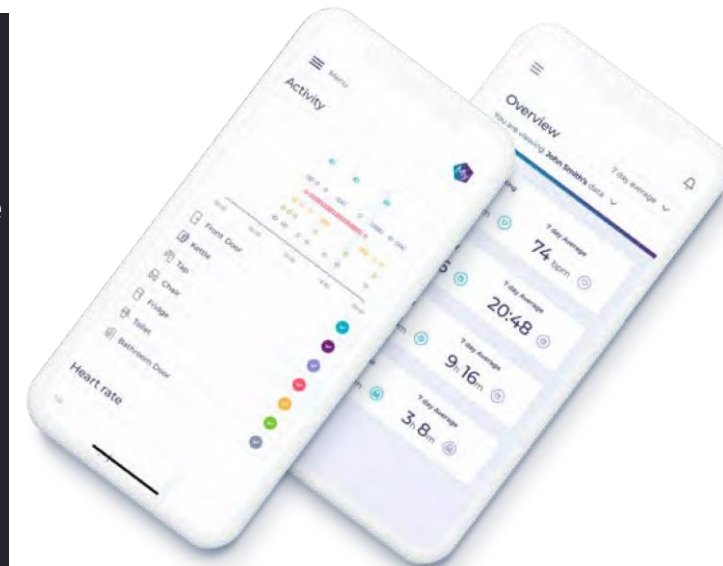 Menu
Activity
My
Front Door
Kettle
Tap
Chair
Fridge
Toilet
Bathroom Door
Heart rate
Overview
You are viewing John Smith's data
7 day average
7 day Average
74 bpm
7 day Average
20:48
7 day Average
9h 16m
7 day Average
3h 8m